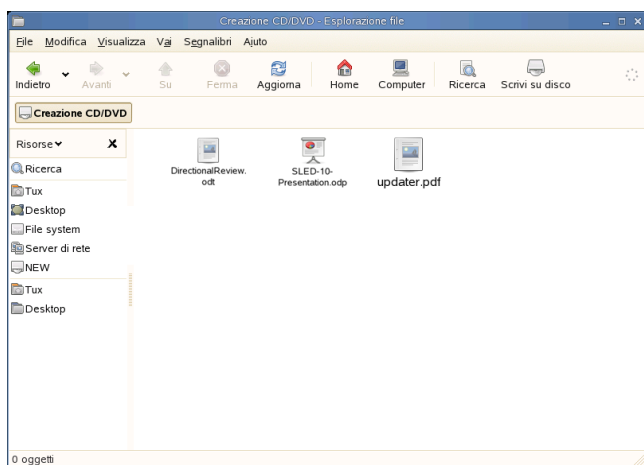 Creazione CD/DVD - Esplorazione file
File Modifica Visualizza Vai Segnalibri Aiuto
Indietro Avanti Su Ferma Aggiorna Home Computer Ricerca Scrivi su disco
Creazione CD/DVD
Risorse
Ricerca
Tux
Desktop
File system
Server di rete
NEW
Tux
Desktop
DirectionalReview.
odt
SLED-10-
Presentation.odp
updater.pdf
0 oggetti